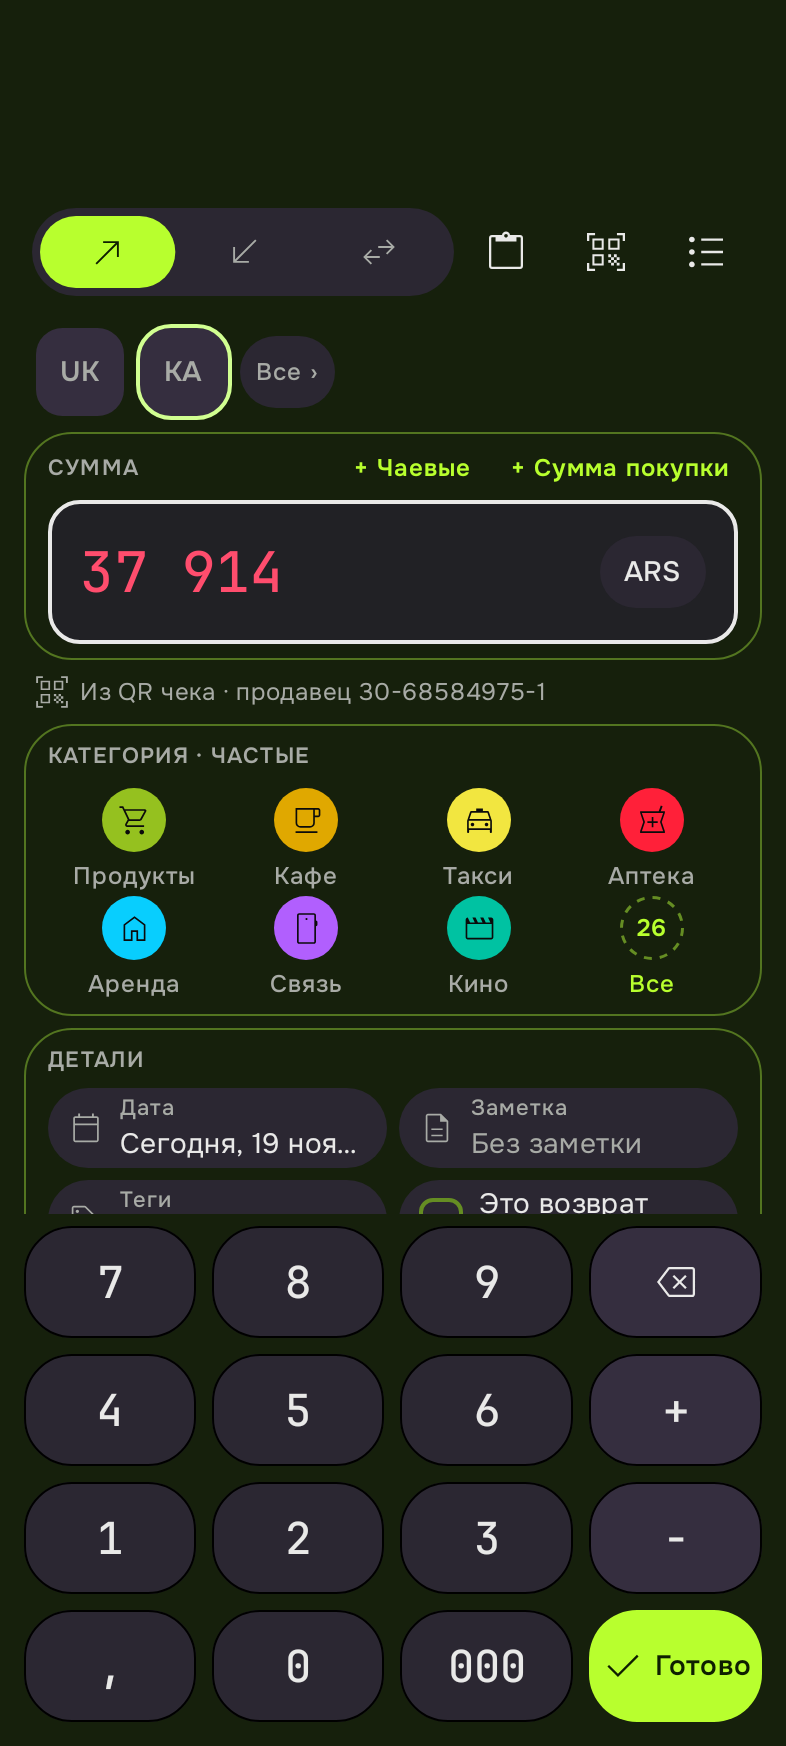 UK
KA
Все ›
СУММА
+ Чаевые
+ Сумма покупки
37 914
ARS
Из QR чека · продавец 30-68584975-1
КАТЕГОРИЯ · ЧАСТЫЕ
Продукты
Кафе
Такси
Аптека
26
Аренда
Связь
Кино
Все
ДЕТАЛИ
Дата
Сегодня, 19 ноя...
Заметка
Без заметки
Теги
Это возврат
7
8
9
4
5
6
+
1
2
3
-
,
0
000
Готово